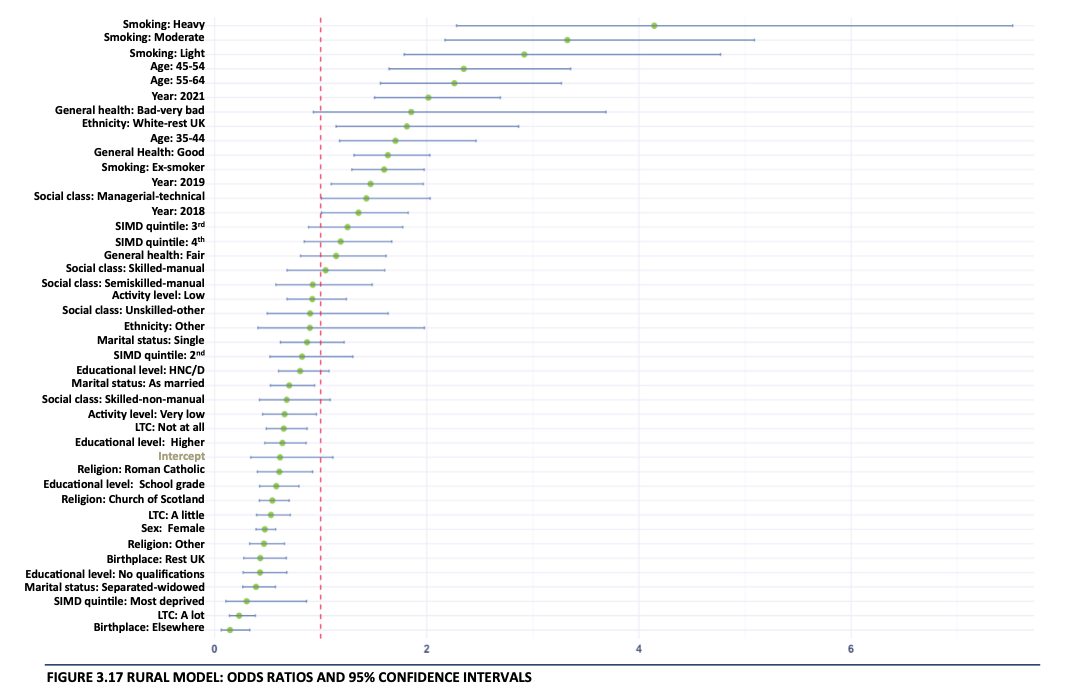 Smoking: Heavy
Smoking: Moderate
Smoking: Light
Age: 45-54
Age: 55-64
Year: 2021
General health: Bad-very bad
Ethnicity: White-rest UK
Age: 35-44
General Health: Good
Smoking: Ex-smoker
Year: 2019
Social class: Managerial-technical
Year: 2018
SIMD quintile: 3rd
SIMD quintile: 4th
General health: Fair
Social class: Skilled-manual
Social class: Semiskilled-manual
Activity level: Low
Social class: Unskilled-other
Ethnicity: Other
Marital status: Single
SIMD quintile: 2nd
Educational level: HNC/D
Marital status: As married
Social class: Skilled-non-manual
Activity level: Very low
LTC: Not at all
Educational level: Higher
Intercept
Religion: Roman Catholic
Educational level: School grade
Religion: Church of Scotland
LTC: A little
Sex: Female
Religion: Other
Birthplace: Rest UK
Educational level: No qualifications
Marital status: Separated-widowed
SIMD quintile: Most deprived
LTC: A lot
Birthplace: Elsewhere
0 2 4 6
FIGURE 3.17 RURAL MODEL: ODDS RATIOS AND 95% CONFIDENCE INTERVALS